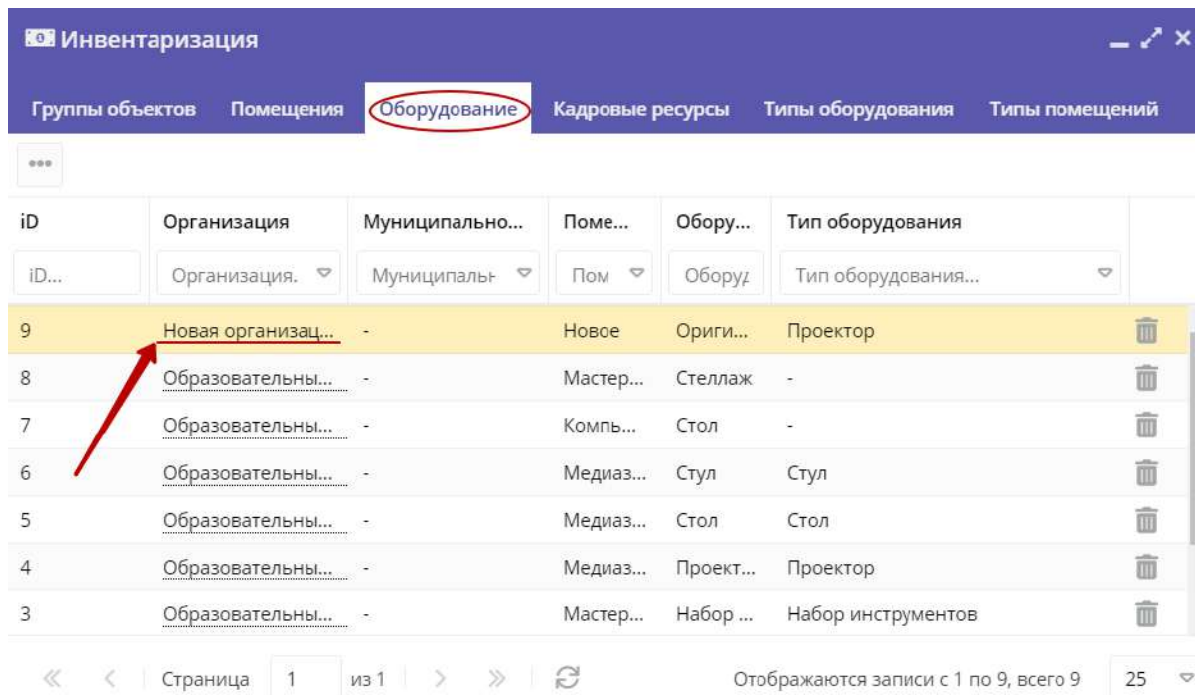 Инвентаризация
Группы объектов Помещения Оборудование Кадровые ресурсы Типы оборудования Типы помещений
iD Организация Муниципально... Поме... Обору... Тип оборудования
iD... Организация. Муниципальн Пом Оборуд Тип оборудования...
9 Новая организац... - Новое Ориги... Проектор
8 Образовательны... - Мастер... Стеллаж -
7 Образовательны... - Компь... Стол -
6 Образовательны... - Медиаз... Стул Стул
5 Образовательны... - Медиаз... Стол Стол
4 Образовательны... - Медиаз... Проект... Проектор
3 Образовательны... - Мастер... Набор ... Набор инструментов
Страница 1 из 1 Отображаются записи с 1 по 9, всего 9 25